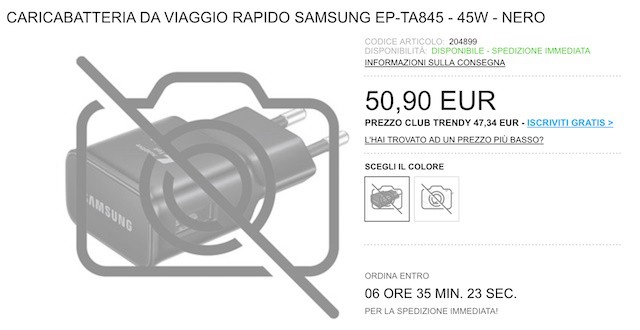 CARICABATTERIA DA VIAGGIO RAPIDO SAMSUNG EP-TA845 - 45W - NERO
CODICE ARTICOLO: 204899
DISPONIBILITÀ: DISPONIBILE - SPEDIZIONE IMMEDIATA
INFORMAZIONI SULLA CONSEGNA
50,90 EUR
PREZZO CLUB TRENDY 47,34 EUR - ISCRIVITI GRATIS >
L'HAI TROVATO AD UN PREZZO PIÙ BASSO?
SCEGLI IL COLORE
SAMSUNG
ORDINA ENTRO
06 ORE 35 MIN. 23 SEC.
PER LA SPEDIZIONE IMMEDIATA!